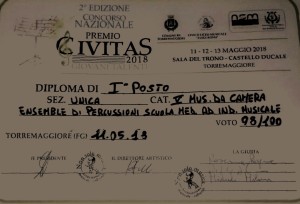 2ª EDIZIONE
CONCORSO
NAZIONALE
PREMIO
CIVITAS
2018
GIOVANI TALENTI
11 - 12 - 13 MAGGIO 2018
SALA DEL TRONO - CASTELLO DUCALE
TORREMAGGIORE
DIPLOMA DI I° POSTO
SEZ. UNICA CAT. V MUS. DA CAMERA
ENSEMBLE DI PERCUSSIONI SCUOLA MED. AD IND. MUSICALE
VOTO 98/100
TORREMAGGIORE (FG) 11.05.18
IL PRESIDENTE IL DIRETTORE ARTISTICO LA GIURIA